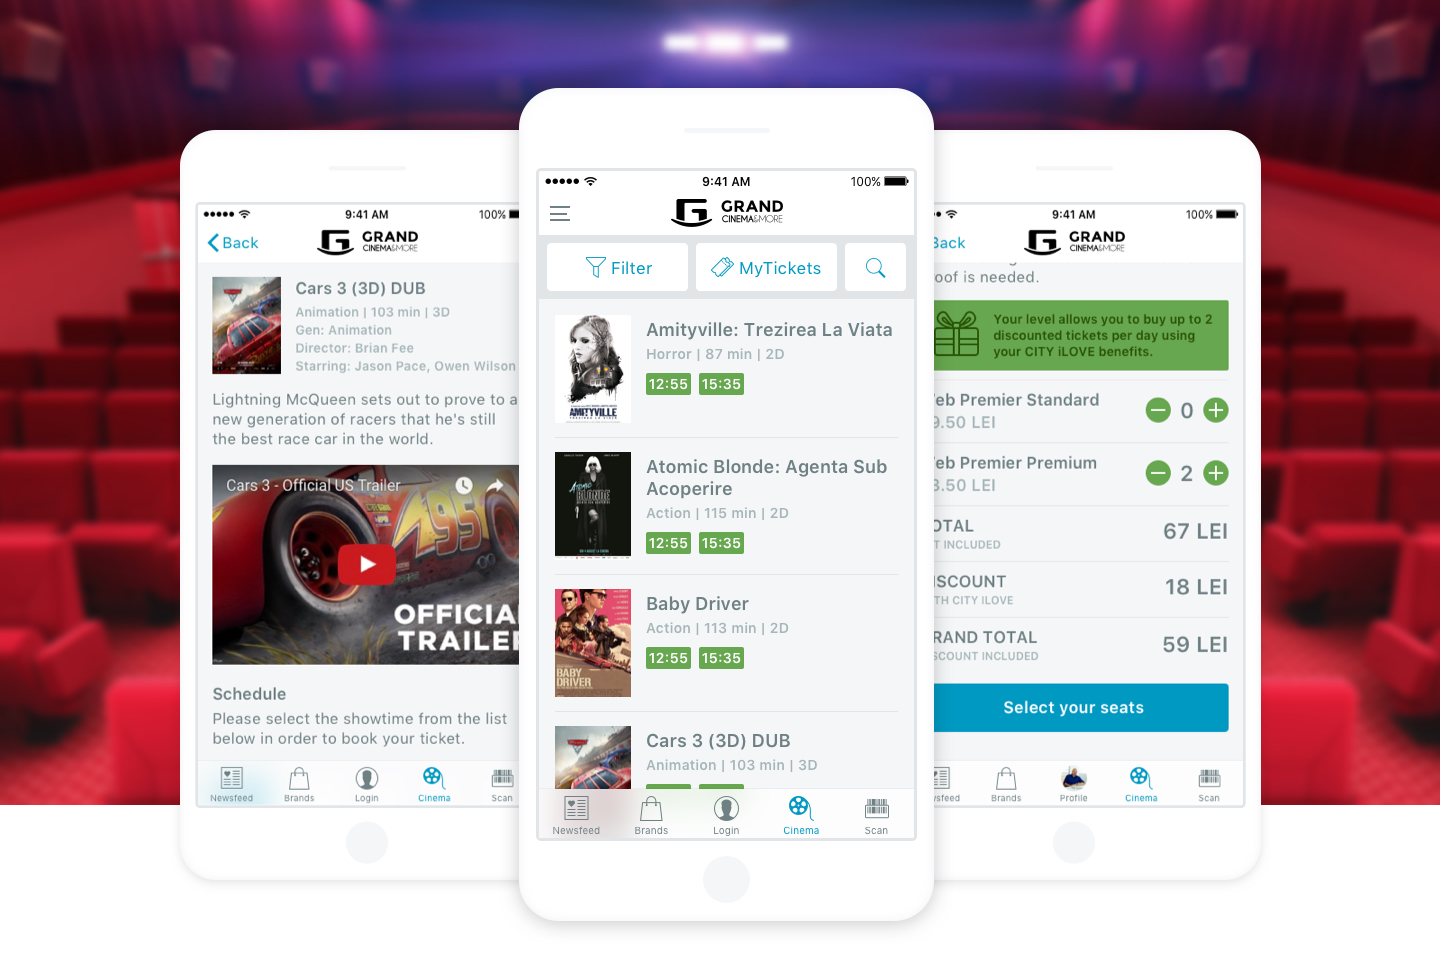 9:41 AM
100%
Back
GRAND
CINEMA&MORE
Cars 3 (3D) DUB
Animation | 103 min | 3D
Gen: Animation
Director: Brian Fee
Starring: Jason Pace, Owen Wilson
Lightning McQueen sets out to prove to a
new generation of racers that he's still
the best race car in the world.
Cars 3 - Official US Trailer
95
OFFICIAL
TRAILER
Schedule
Please select the showtime from the list
below in order to book your ticket.
Newsfeed Brands Login Cinema Scan
9:41 AM
100%
GRAND
CINEMA&MORE
Filter
MyTickets
Amityville: Trezirea La Viata
Horror | 87 min | 2D
12:55 15:35
AMITYVILLE
Atomic Blonde: Agenta Sub
Acoperire
Action | 115 min | 2D
12:55 15:35
ATOMIC
BLONDE
Baby Driver
Action | 113 min | 2D
12:55 15:35
BABY
DRIVER
Cars 3 (3D) DUB
Animation | 103 min | 3D
Newsfeed Brands Login Cinema Scan
9:41 AM
100%
Back
GRAND
CINEMA&MORE
oof is needed.
Your level allows you to buy up to 2
discounted tickets per day using
your CITY iLOVE benefits.
eb Premier Standard
9.50 LEI
0
eb Premier Premium
3.50 LEI
2
OTAL
67 LEI
T INCLUDED
ISCOUNT
18 LEI
TH CITY ILOVE
RAND TOTAL
59 LEI
SCOUNT INCLUDED
Select your seats
sfeed Brands Profile Cinema Scan